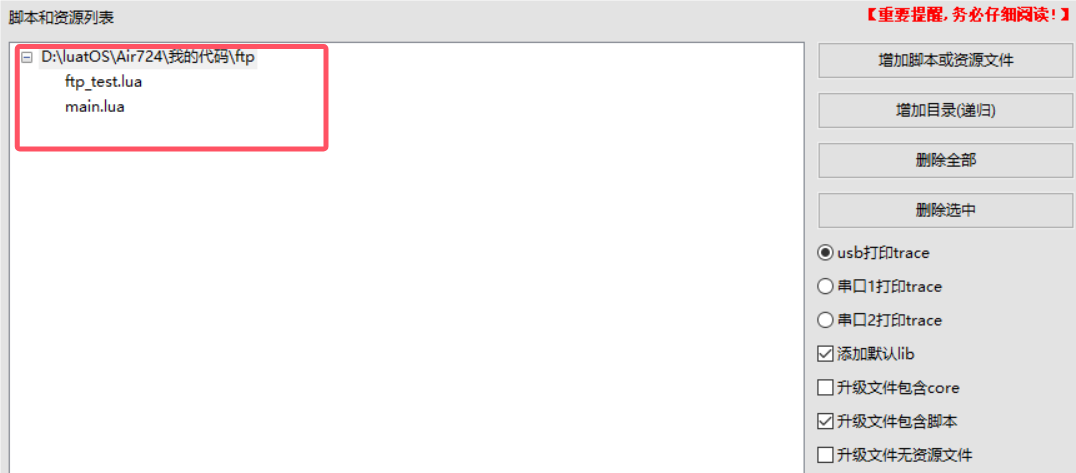 脚本和资源列表
【重要提醒,务必仔细阅读!】
D:\luatOS\Air724\我的代码\ftp
ftp_test.lua
main.lua
增加脚本或资源文件
增加目录(递归)
删除全部
删除选中
usb打印trace
串口1打印trace
串口2打印trace
添加默认lib
升级文件包含core
升级文件包含脚本
升级文件无资源文件